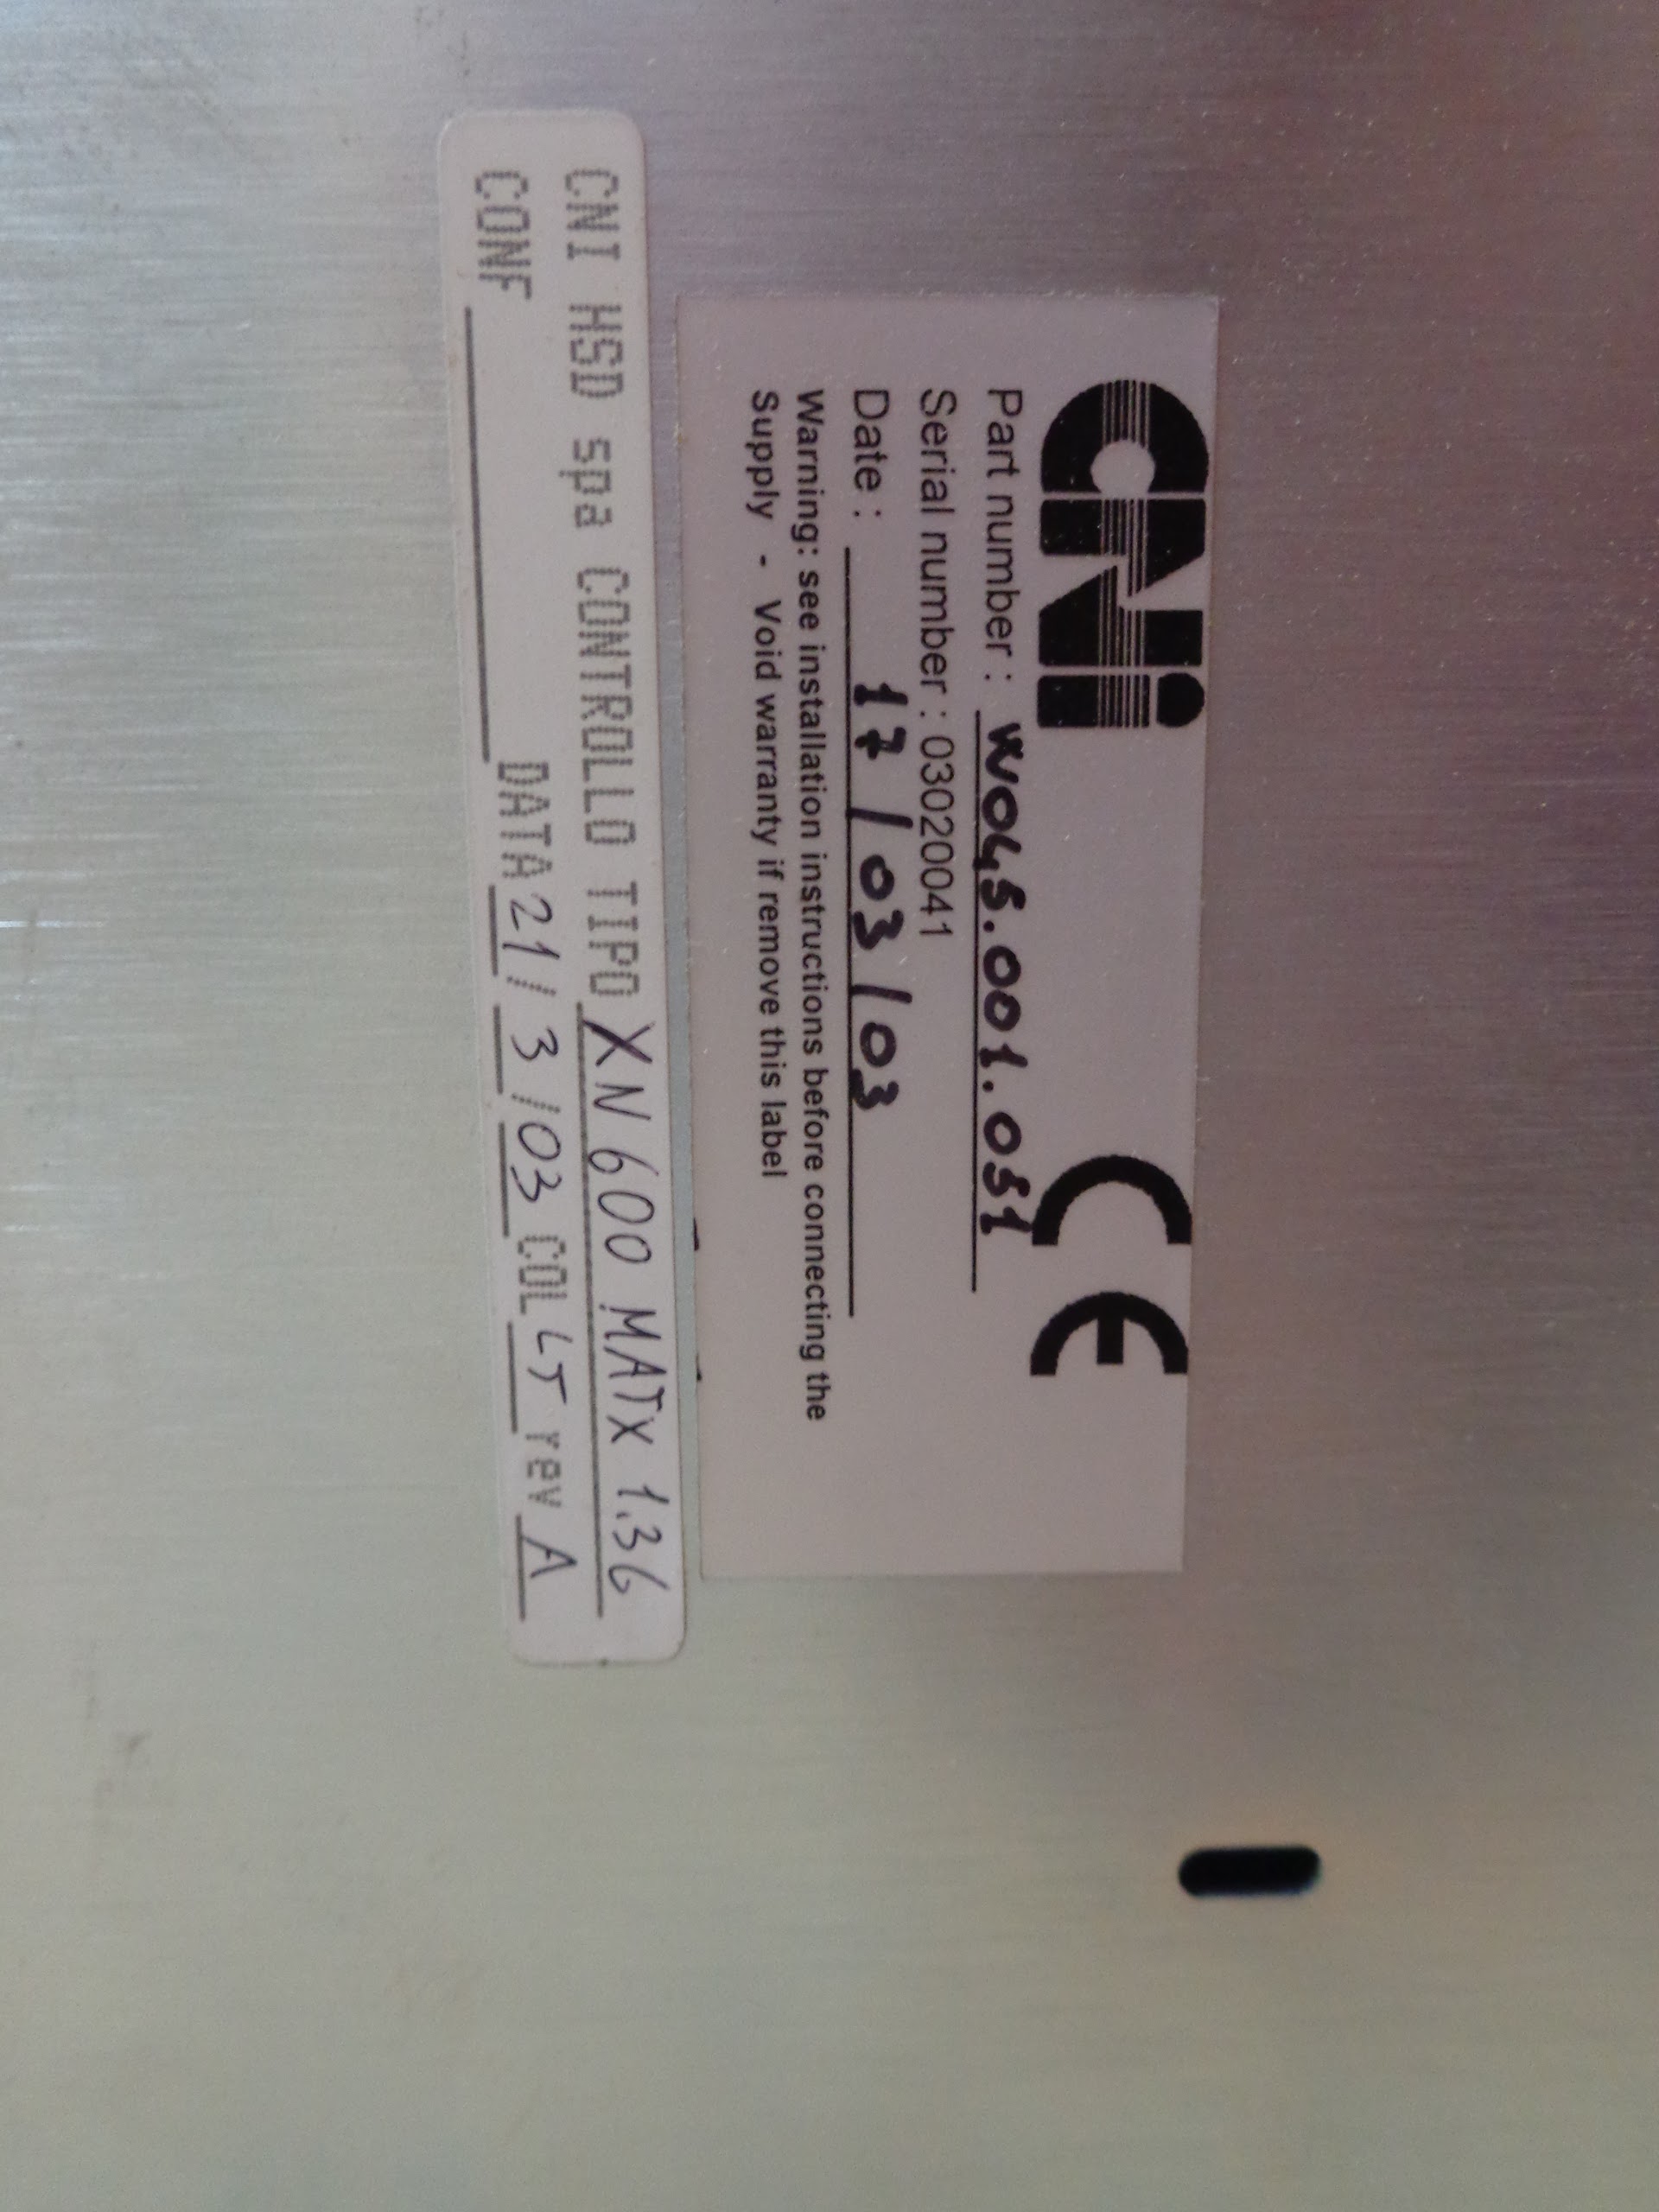 CNi CE
Part number : W045.001.051
Serial number : 03020041
Date : 17/03/03
Warning: see installation instructions before connecting the
Supply - Void warranty if remove this label
CNI HSD spa CONTROLLO TIPO XN600 MATX 1.36
CONF DATA 21/3/03 COL LT rev A